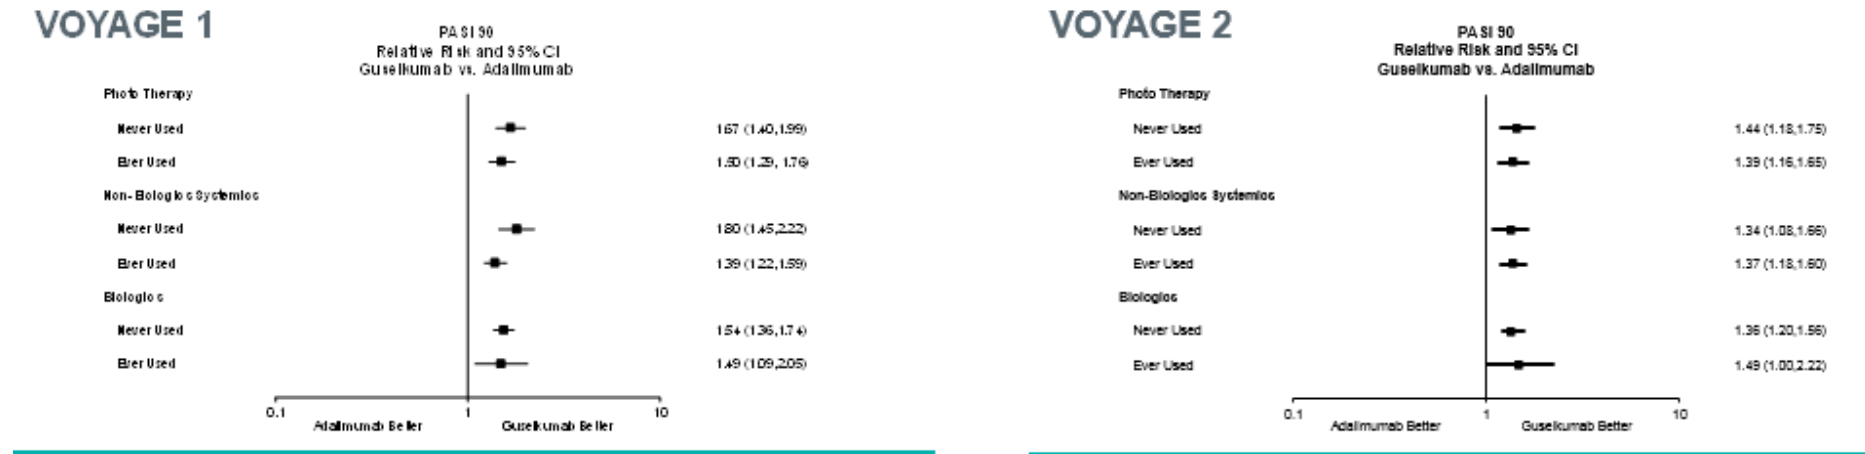 VOYAGE 1
PASI 90
Relative Risk and 95% CI
Guselkumab vs. Adalimumab
Photo Therapy
Never Used 1.67 (1.40,1.99)
Ever Used 1.50 (1.29, 1.76)
Non-Biologics Systemics
Never Used 1.80 (1.45,2.22)
Ever Used 1.39 (1.22,1.59)
Biologics
Never Used 1.54 (1.36,1.74)
Ever Used 1.49 (1.09,2.05)
0.1 1 10
Adalimumab Better Guselkumab Better
VOYAGE 2
PASI 90
Relative Risk and 95% CI
Guselkumab vs. Adalimumab
Photo Therapy
Never Used 1.44 (1.18,1.75)
Ever Used 1.39 (1.16,1.65)
Non-Biologics Systemics
Never Used 1.34 (1.08,1.66)
Ever Used 1.37 (1.18,1.60)
Biologics
Never Used 1.36 (1.20,1.56)
Ever Used 1.49 (1.00,2.22)
0.1 1 10
Adalimumab Better Guselkumab Better